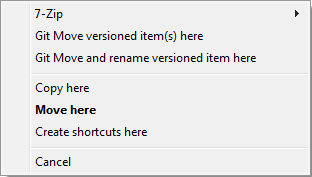 7-Zip
Git Move versioned item(s) here
Git Move and rename versioned item here
Copy here
Move here
Create shortcuts here
Cancel